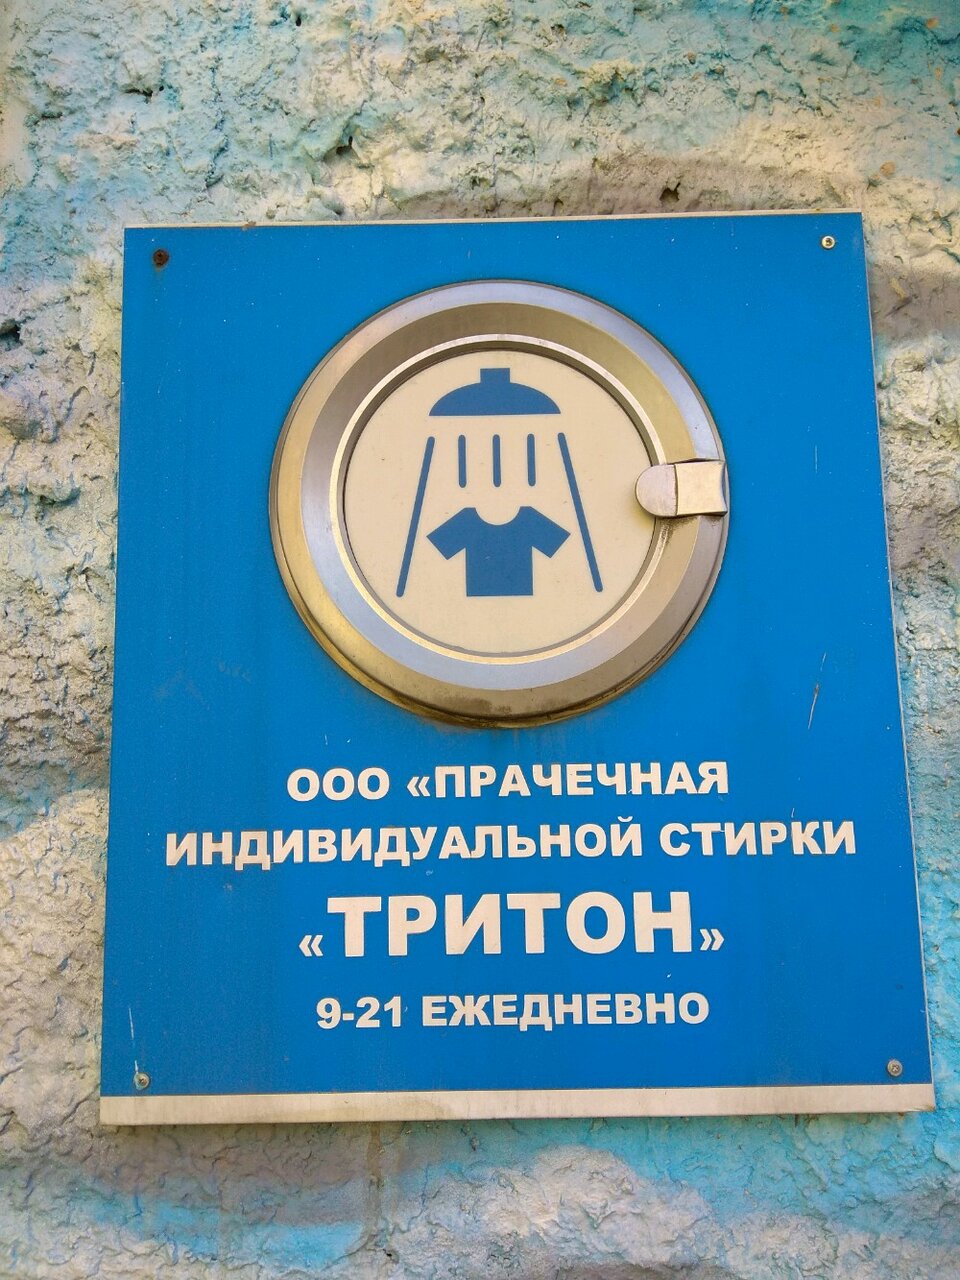 ООО «ПРАЧЕЧНАЯ
ИНДИВИДУАЛЬНОЙ СТИРКИ
«ТРИТОН»
9-21 ЕЖЕДНЕВНО